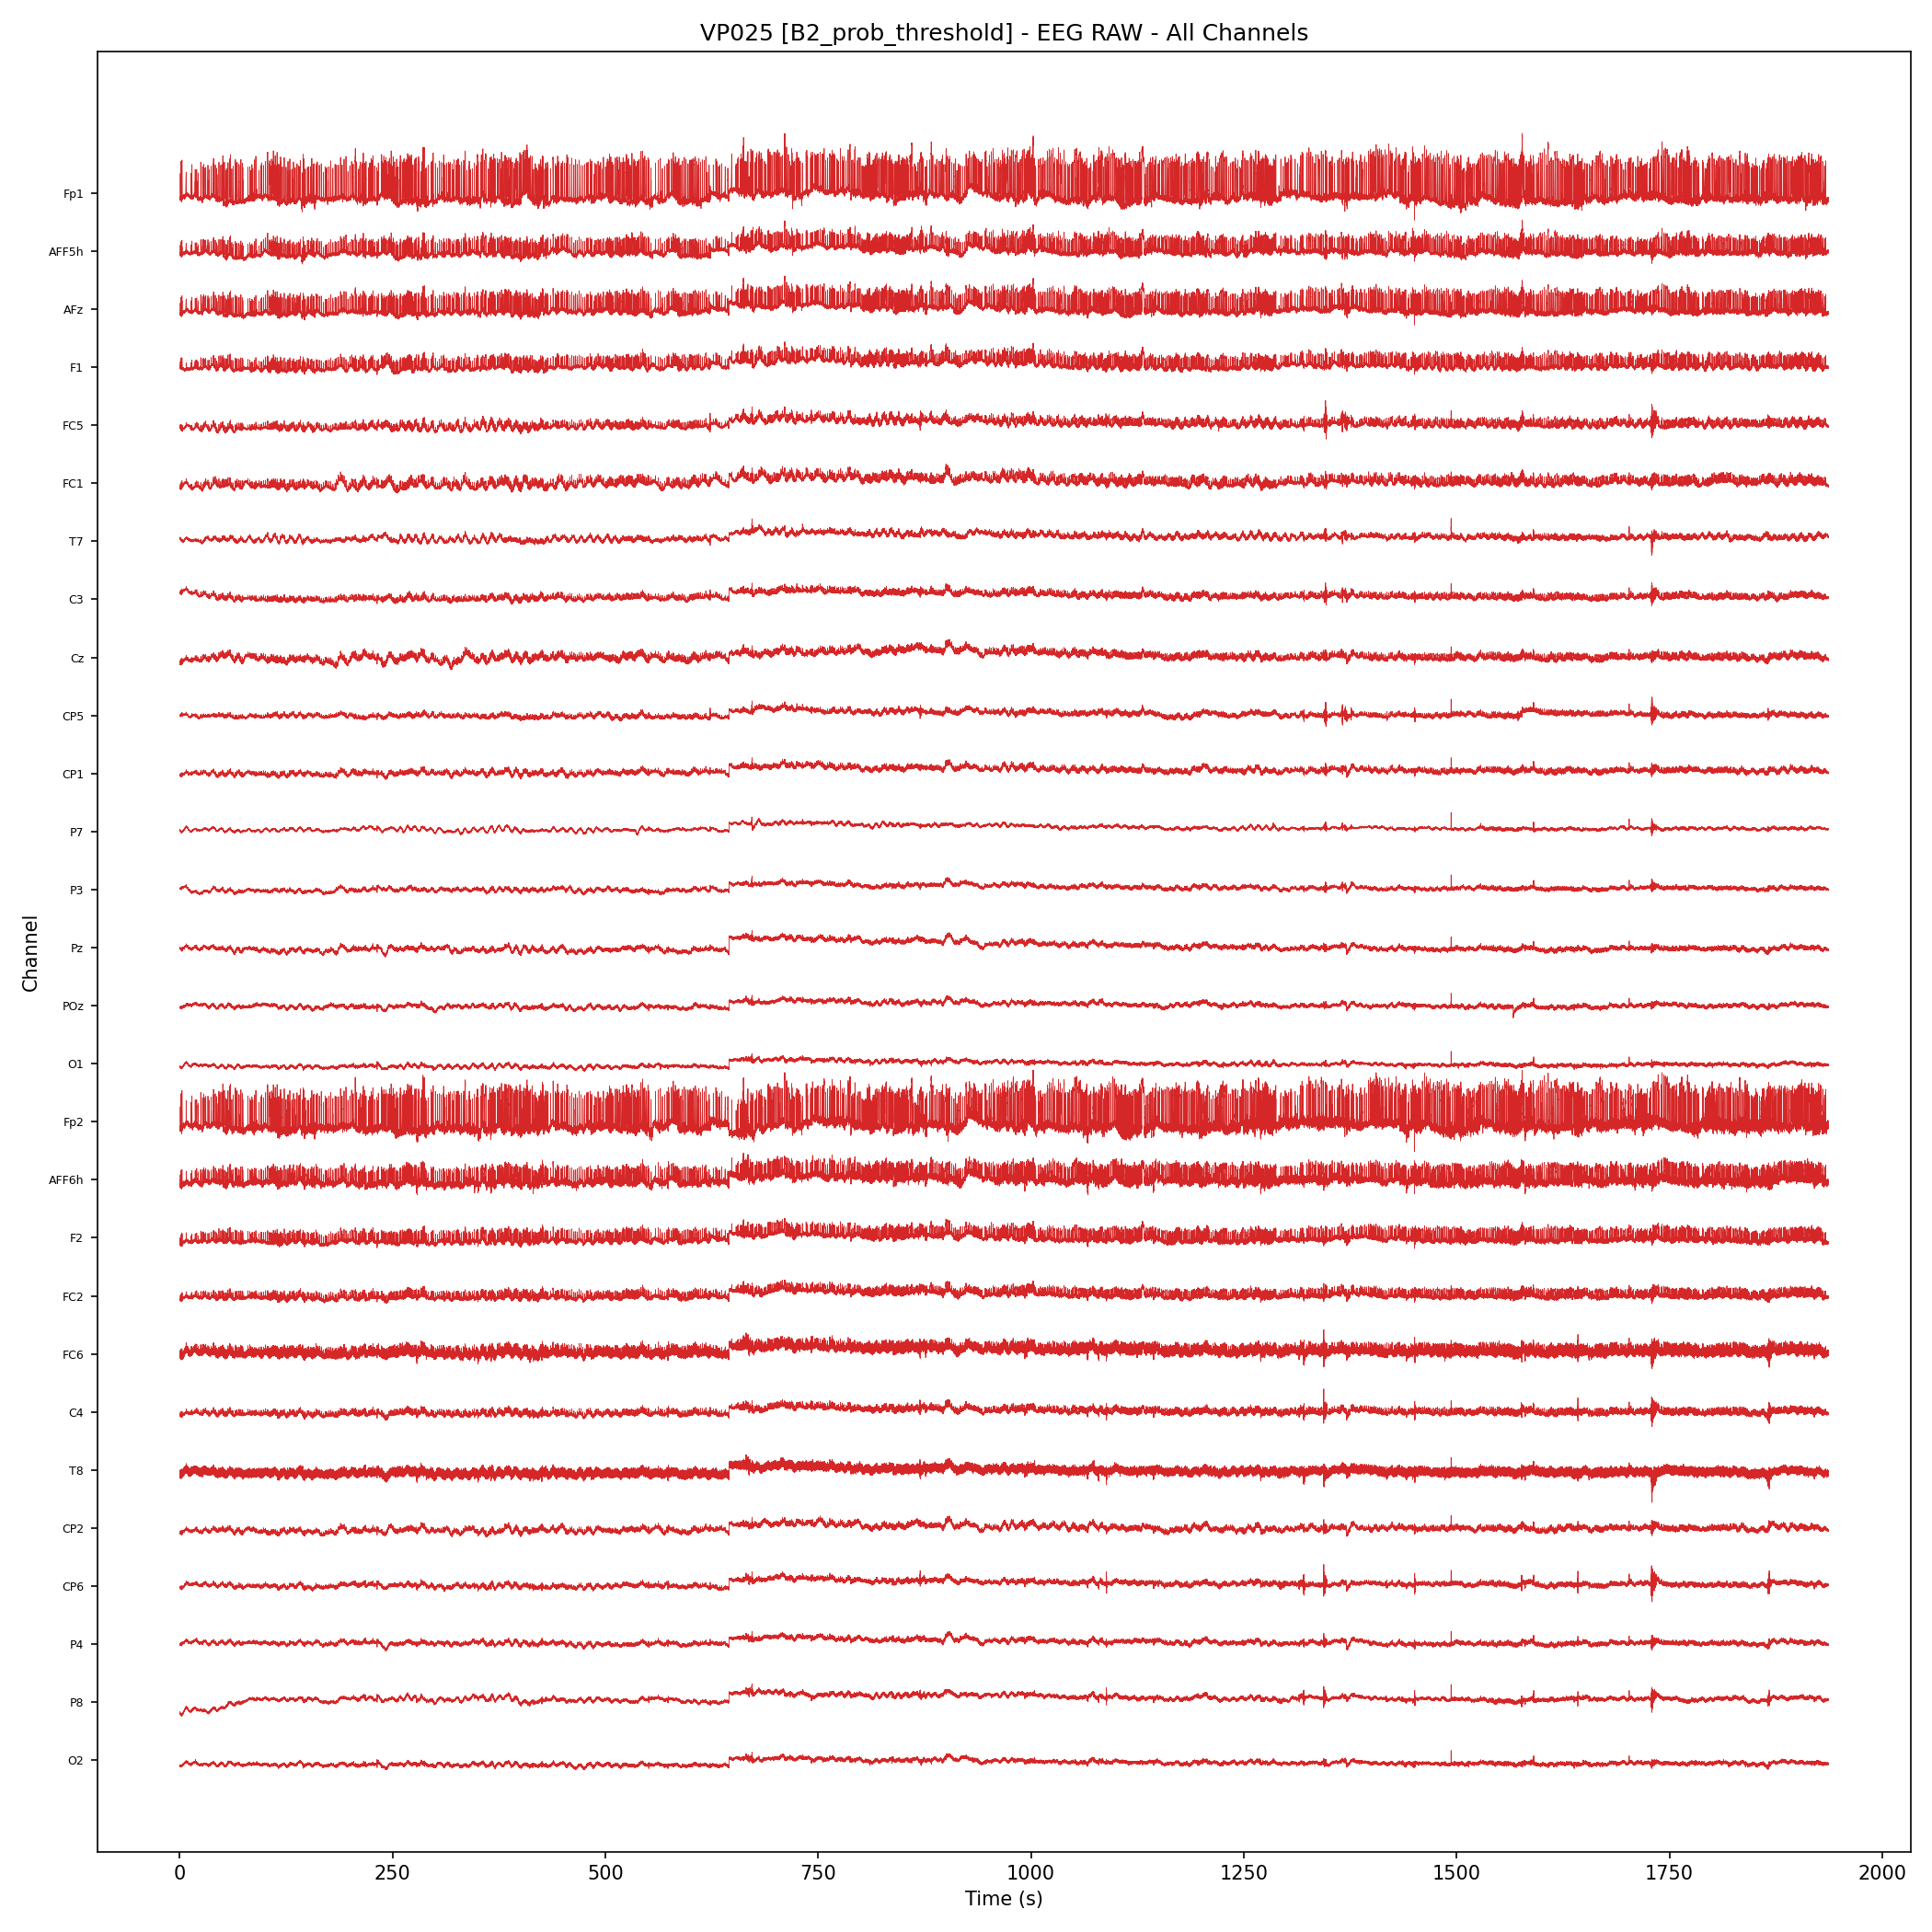 VP025 [B2_prob_threshold] - EEG RAW - All Channels
Fp1
AFF5h
AFz
F1
FC5
FC1
T7
C3
Cz
CP5
CP1
P7
P3
Pz
POz
O1
Fp2
AFF6h
F2
FC2
FC6
C4
T8
CP2
CP6
P4
P8
O2
Channel
0 250 500 750 1000 1250 1500 1750 2000
Time (s)